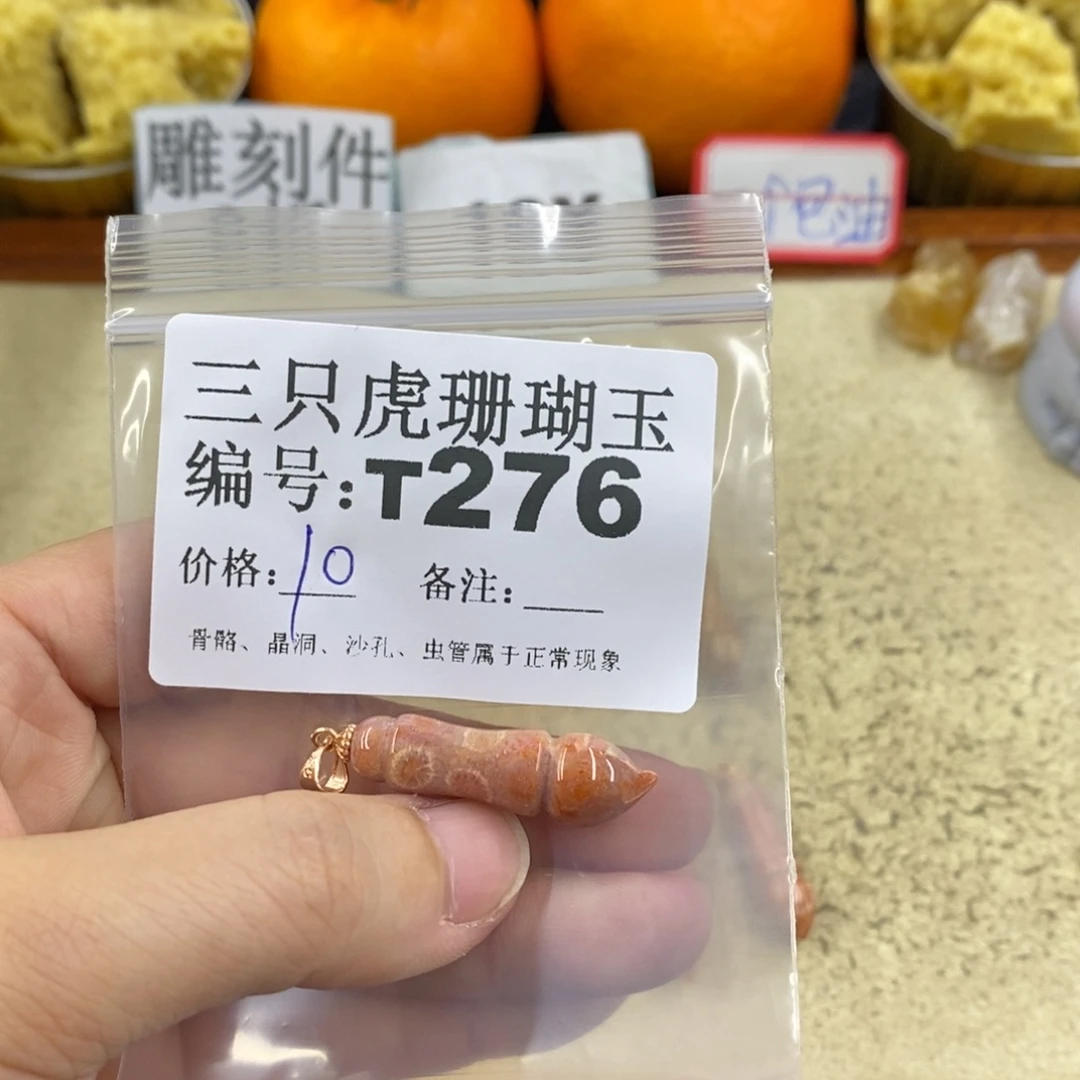 雕刻件
三只虎珊瑚玉
编号:T276
价格:10 备注:
骨骼、晶洞、沙孔、虫管属于正常现象